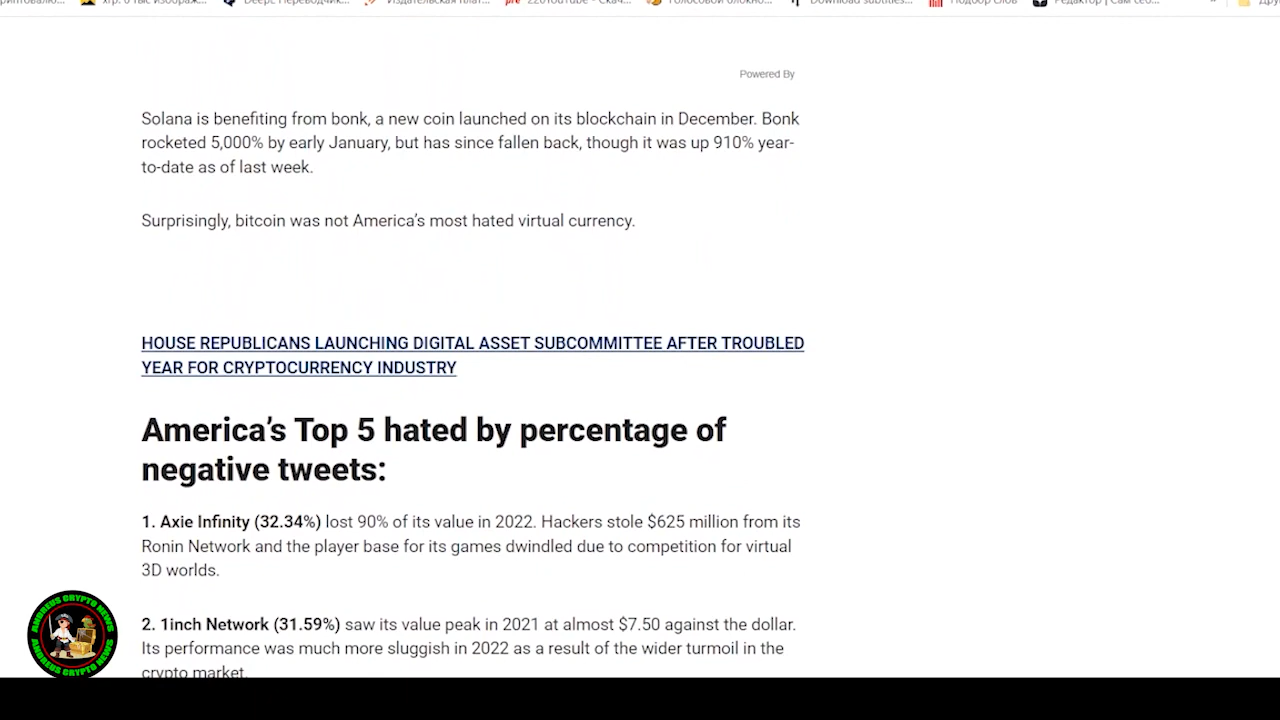 Powered By
Solana is benefiting from bonk, a new coin launched on its blockchain in December. Bonk
rocketed 5,000% by early January, but has since fallen back, though it was up 910% year-
to-date as of last week.
Surprisingly, bitcoin was not America's most hated virtual currency.
HOUSE REPUBLICANS LAUNCHING DIGITAL ASSET SUBCOMMITTEE AFTER TROUBLED
YEAR FOR CRYPTOCURRENCY INDUSTRY
America's Top 5 hated by percentage of
negative tweets:
1. Axie Infinity (32.34%) lost 90% of its value in 2022. Hackers stole $625 million from its
Ronin Network and the player base for its games dwindled due to competition for virtual
3D worlds.
2. 1inch Network (31.59%) saw its value peak in 2021 at almost $7.50 against the dollar.
Its performance was much more sluggish in 2022 as a result of the wider turmoil in the
crypto market.
ANDREUS CRYPTO NEWS
ANDREUS CRYPTO NEWS